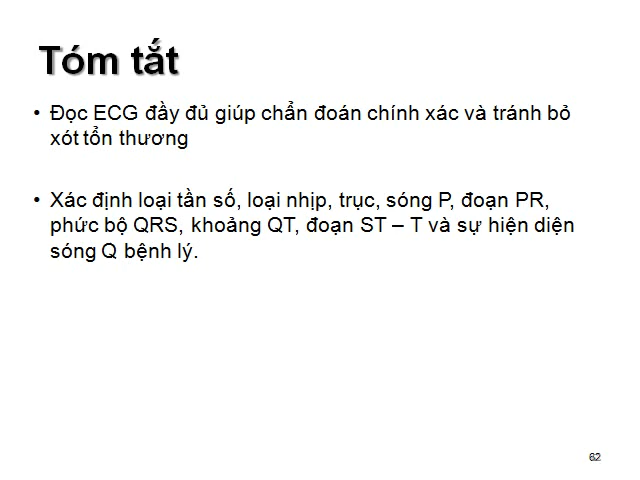 Tóm tắt
• Đọc ECG đầy đủ giúp chẩn đoán chính xác và tránh bỏ
xót tổn thương
• Xác định loại tần số, loại nhịp, trục, sóng P, đoạn PR,
phức bộ QRS, khoảng QT, đoạn ST – T và sự hiện diện
sóng Q bệnh lý.
62